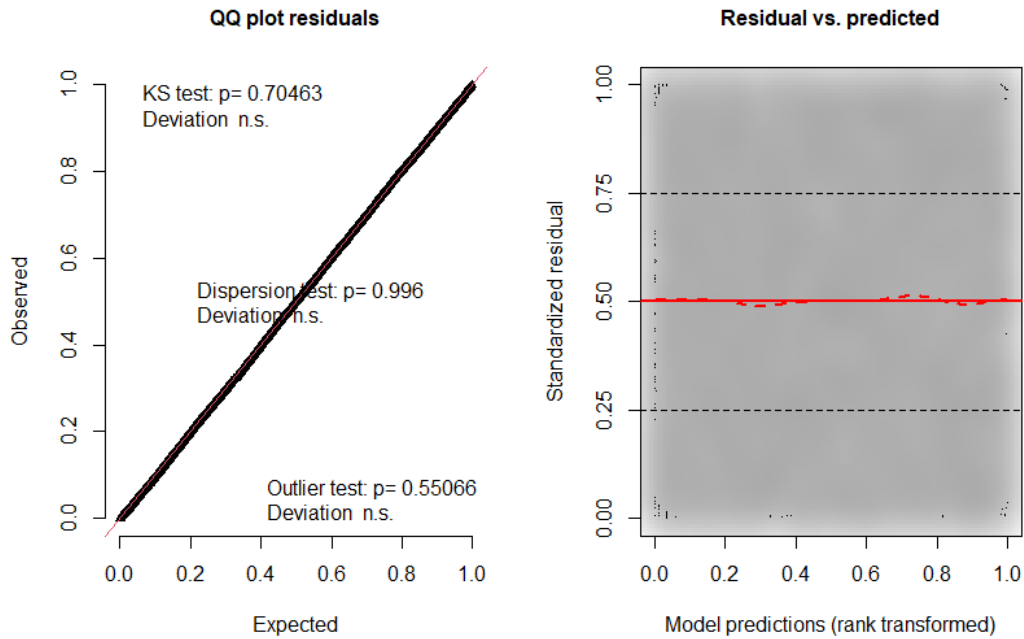 QQ plot residuals
KS test: p= 0.70463
Deviation n.s.
Dispersion test: p= 0.996
Deviation n.s.
Outlier test: p= 0.55066
Deviation n.s.
Observed
0.0 0.2 0.4 0.6 0.8 1.0
0.0 0.2 0.4 0.6 0.8 1.0
Expected
Residual vs. predicted
Standardized residual
0.00 0.25 0.50 0.75 1.00
0.0 0.2 0.4 0.6 0.8 1.0
Model predictions (rank transformed)